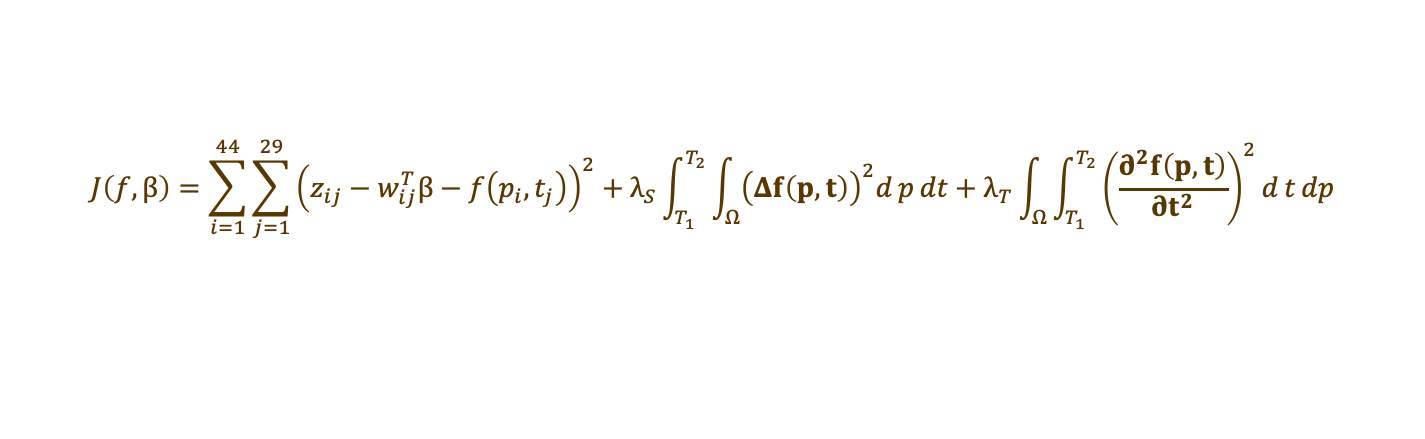 J(f,β) = ∑_{i=1}^{44} ∑_{j=1}^{29} (z_{ij} − w_{ij}^T β − f(p_i, t_j))^2 + λ_S ∫_{T_1}^{T_2} ∫_Ω (Δf(p, t))^2 d p dt + λ_T ∫_Ω ∫_{T_1}^{T_2} (∂^2f(p, t) / ∂t^2)^2 d t dp